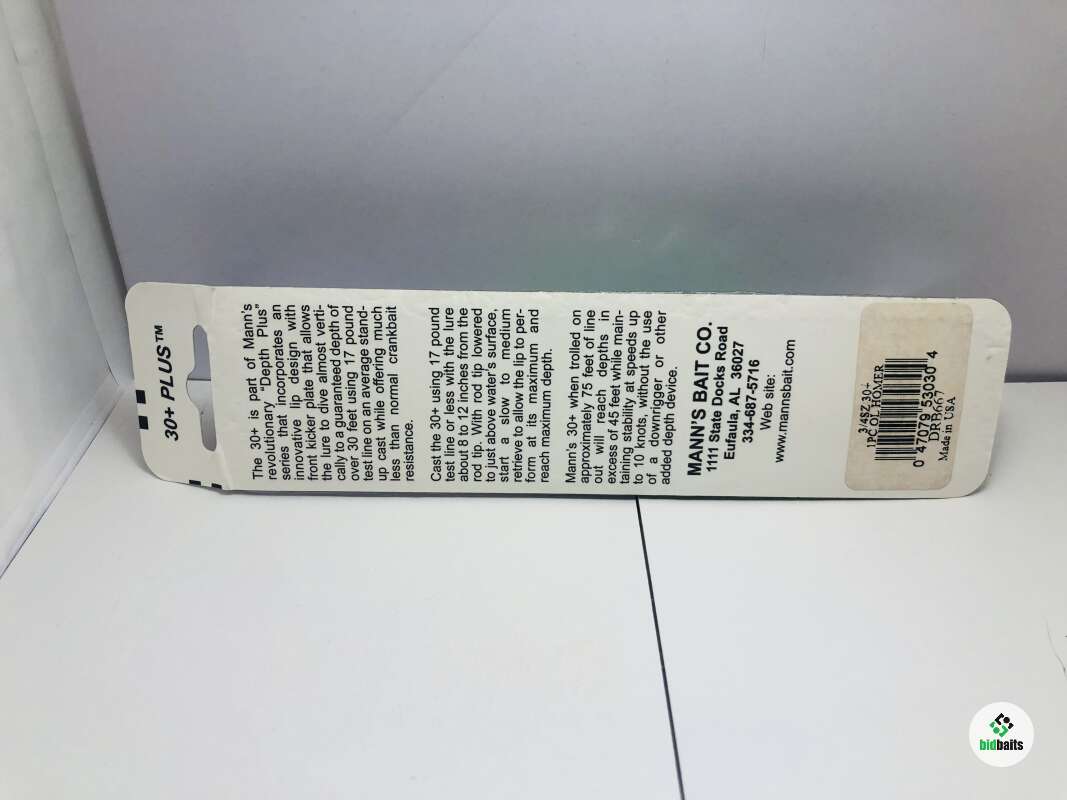 30+ PLUS™
The 30+ is part of Mann's
revolutionary "Depth Plus"
series that incorporates an
innovative lip design with
front kicker plate that allows
the lure to dive almost verti-
cally to a guaranteed depth of
over 30 feet using 17 pound
test line on an average stand-
up cast while offering much
less than normal crankbait
resistance.
Cast the 30+ using 17 pound
test line or less with the lure
about 8 to 12 inches from the
rod tip. With rod tip lowered
to just above water's surface,
start a slow to medium
retrieve to allow the lip to per-
form at its maximum and
reach maximum depth.
Mann's 30+ when trolled on
approximately 75 feet of line
out will reach depths in
excess of 45 feet while main-
taining stability at speeds up
to 10 knots, without the use
of a downrigger or other
added depth device.
MANN'S BAIT CO.
1111 State Docks Road
Eufaula, AL 36027
334-687-5716
Web site:
www.mannsbait.com
3/4SZ 30+
1PC OL HOMER
0 47079 53030 4
DRB667
Made in USA
bidbaits